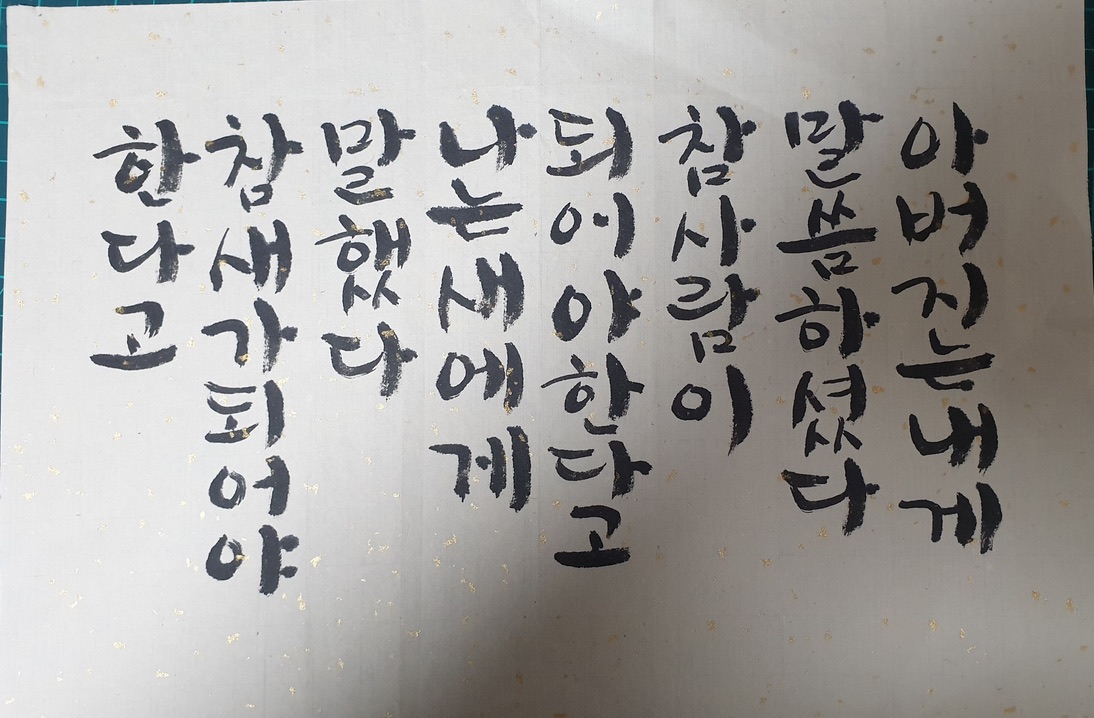 아버진는내게
말씀하셨다
참사람이
되어야한다고
나는새에게
말했다
참새가되어야
한다고